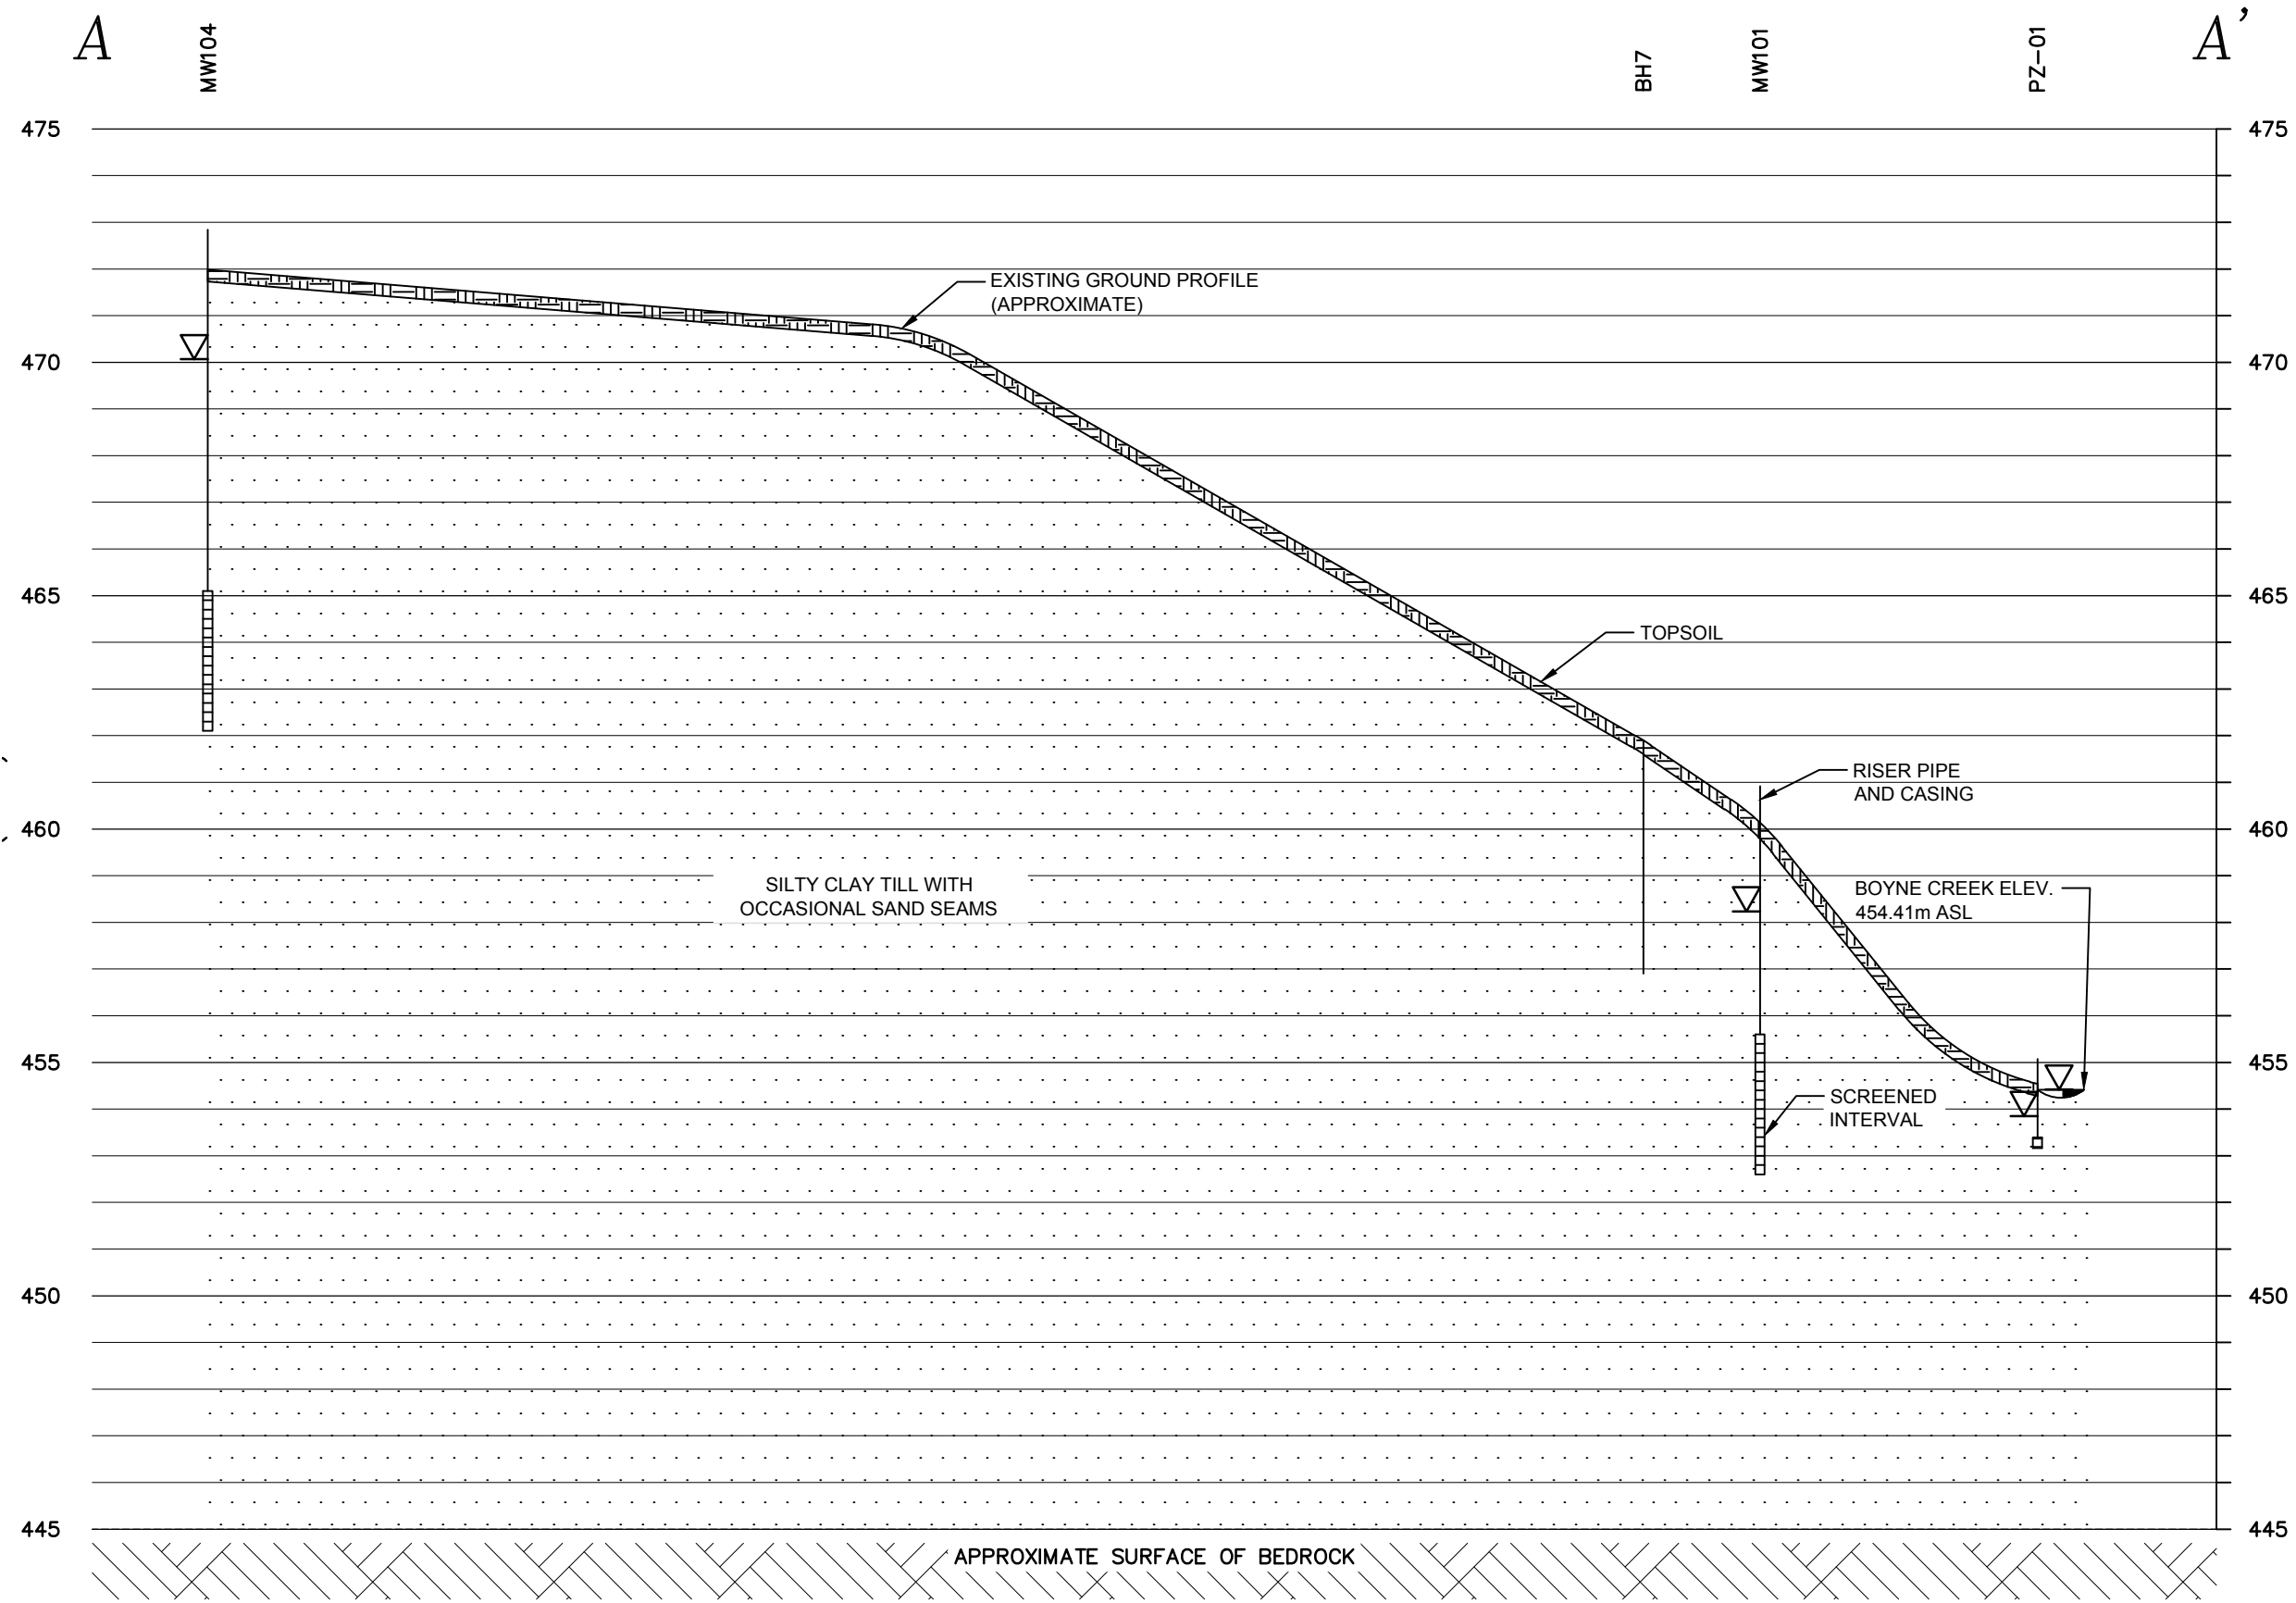 A
MW104
BH7
MW101
PZ-01
A'
475
475
EXISTING GROUND PROFILE
(APPROXIMATE)
470
470
465
465
TOPSOIL
RISER PIPE
AND CASING
460
460
SILTY CLAY TILL WITH
OCCASIONAL SAND SEAMS
BOYNE CREEK ELEV.
454.41m ASL
455
455
SCREENED
INTERVAL
450
450
445
445
APPROXIMATE SURFACE OF BEDROCK